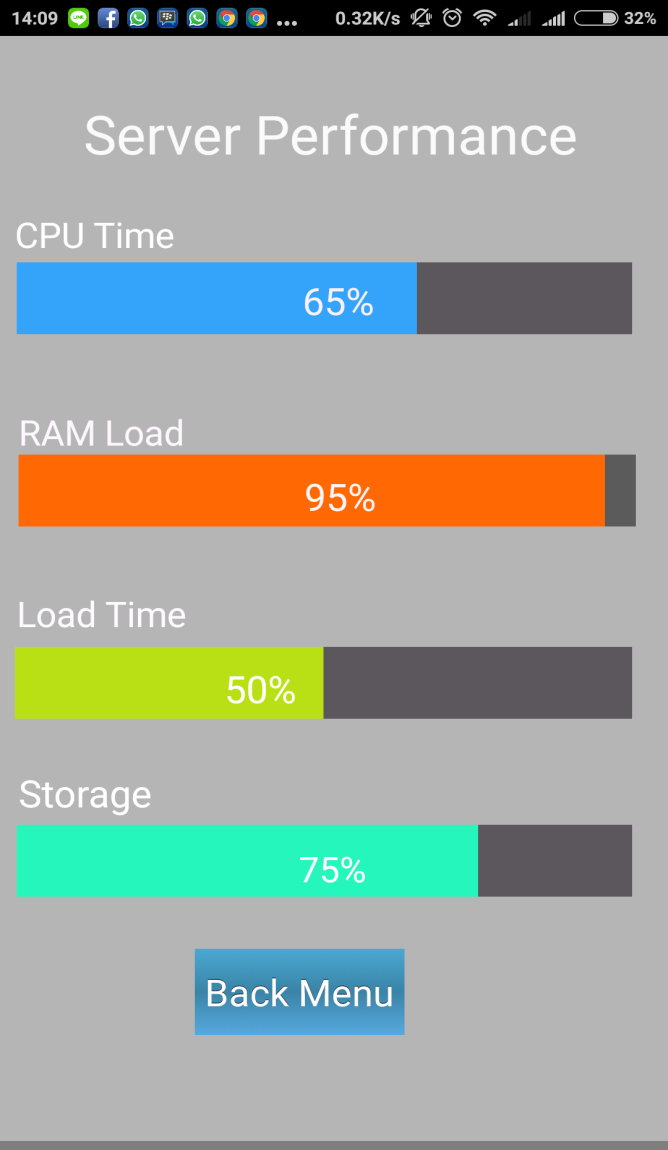 14:09 LINE 0.32K/s 32%
Server Performance
CPU Time
65%
RAM Load
95%
Load Time
50%
Storage
75%
Back Menu